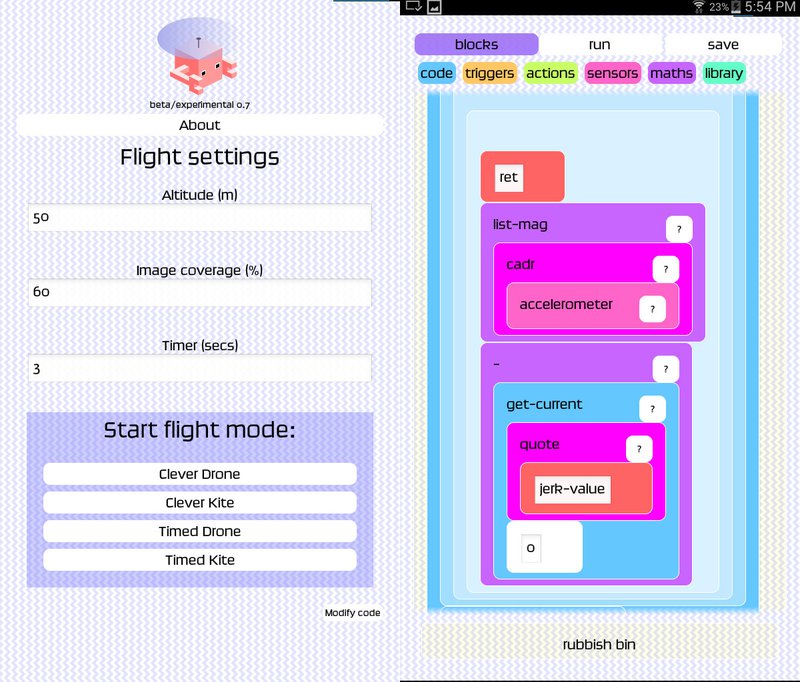 beta/experimental 0.7
About
Flight settings
Altitude (m)
50
Image coverage (%)
60
Timer (secs)
3
Start flight mode:
Clever Drone
Clever Kite
Timed Drone
Timed Kite
Modify code
23% 5:54 PM
blocks run save
code triggers actions sensors maths library
ret
list-mag ?
cadr ?
accelerometer ?
- ?
get-current ?
quote ?
jerk-value
0
rubbish bin